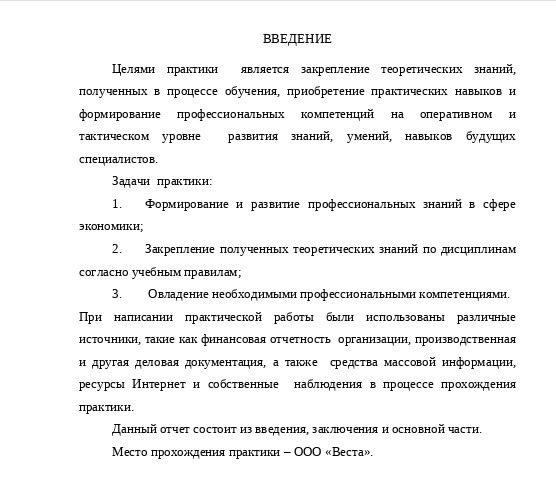 ВВЕДЕНИЕ
Целями практики является закрепление теоретических знаний,
полученных в процессе обучения, приобретение практических навыков и
формирование профессиональных компетенций на оперативном и
тактическом уровне развития знаний, умений, навыков будущих
специалистов.
Задачи практики:
1. Формирование и развитие профессиональных знаний в сфере
экономики;
2. Закрепление полученных теоретических знаний по дисциплинам
согласно учебным правилам;
3. Овладение необходимыми профессиональными компетенциями.
При написании практической работы были использованы различные
источники, такие как финансовая отчетность организации, производственная
и другая деловая документация, а также средства массовой информации,
ресурсы Интернет и собственные наблюдения в процессе прохождения
практики.
Данный отчет состоит из введения, заключения и основной части.
Место прохождения практики – ООО «Веста».